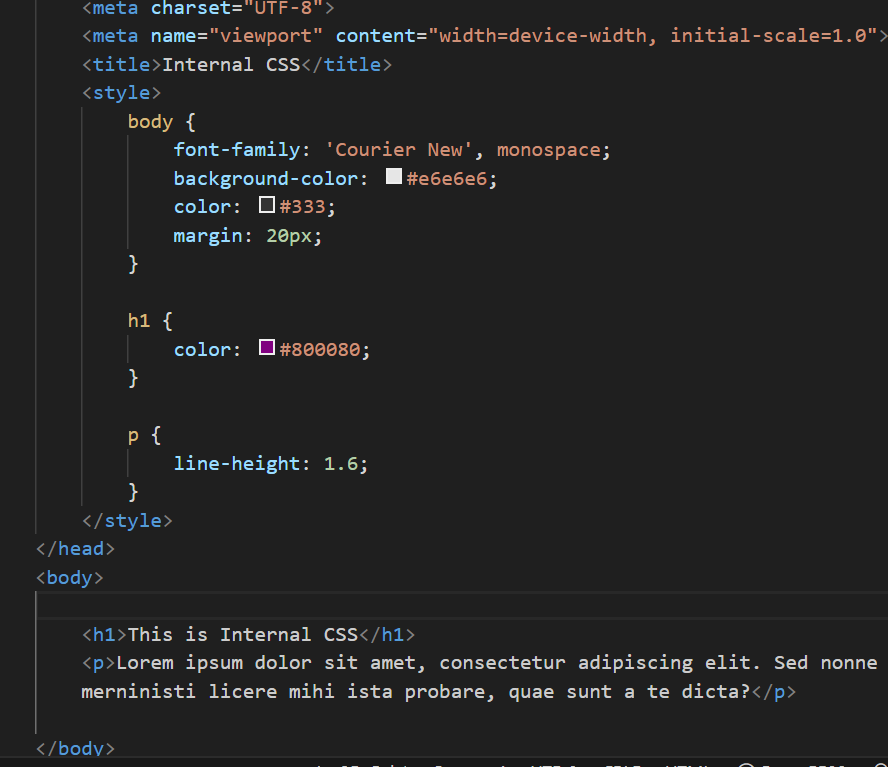 <meta charset="UTF-8">
<meta name="viewport" content="width=device-width, initial-scale=1.0">
<title>Internal CSS</title>
<style>
body {
font-family: 'Courier New', monospace;
background-color: #e6e6e6;
color: #333;
margin: 20px;
}
h1 {
color: #800080;
}
p {
line-height: 1.6;
}
</style>
</head>
<body>
<h1>This is Internal CSS</h1>
<p>Lorem ipsum dolor sit amet, consectetur adipiscing elit. Sed nonne
merninisti licere mihi ista probare, quae sunt a te dicta?</p>
</body>